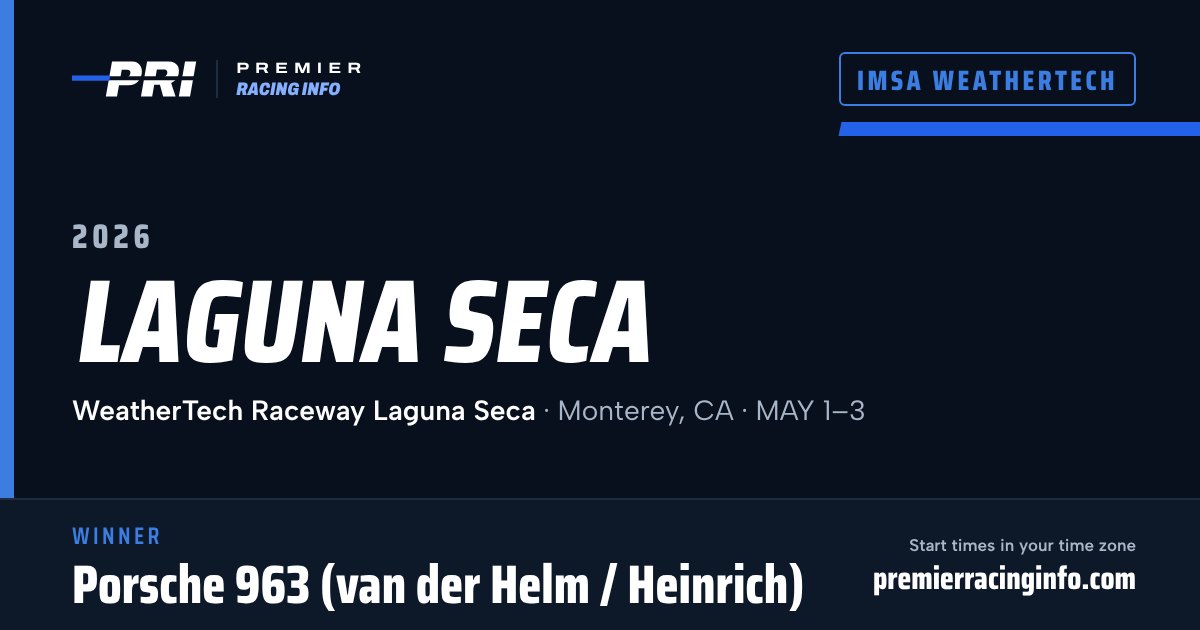 PRI
PREMIER
RACING INFO
IMSA WEATHERTECH
2026
LAGUNA SECA
WeatherTech Raceway Laguna Seca · Monterey, CA · MAY 1–3
WINNER
Porsche 963 (van der Helm / Heinrich)
Start times in your time zone
premierracinginfo.com